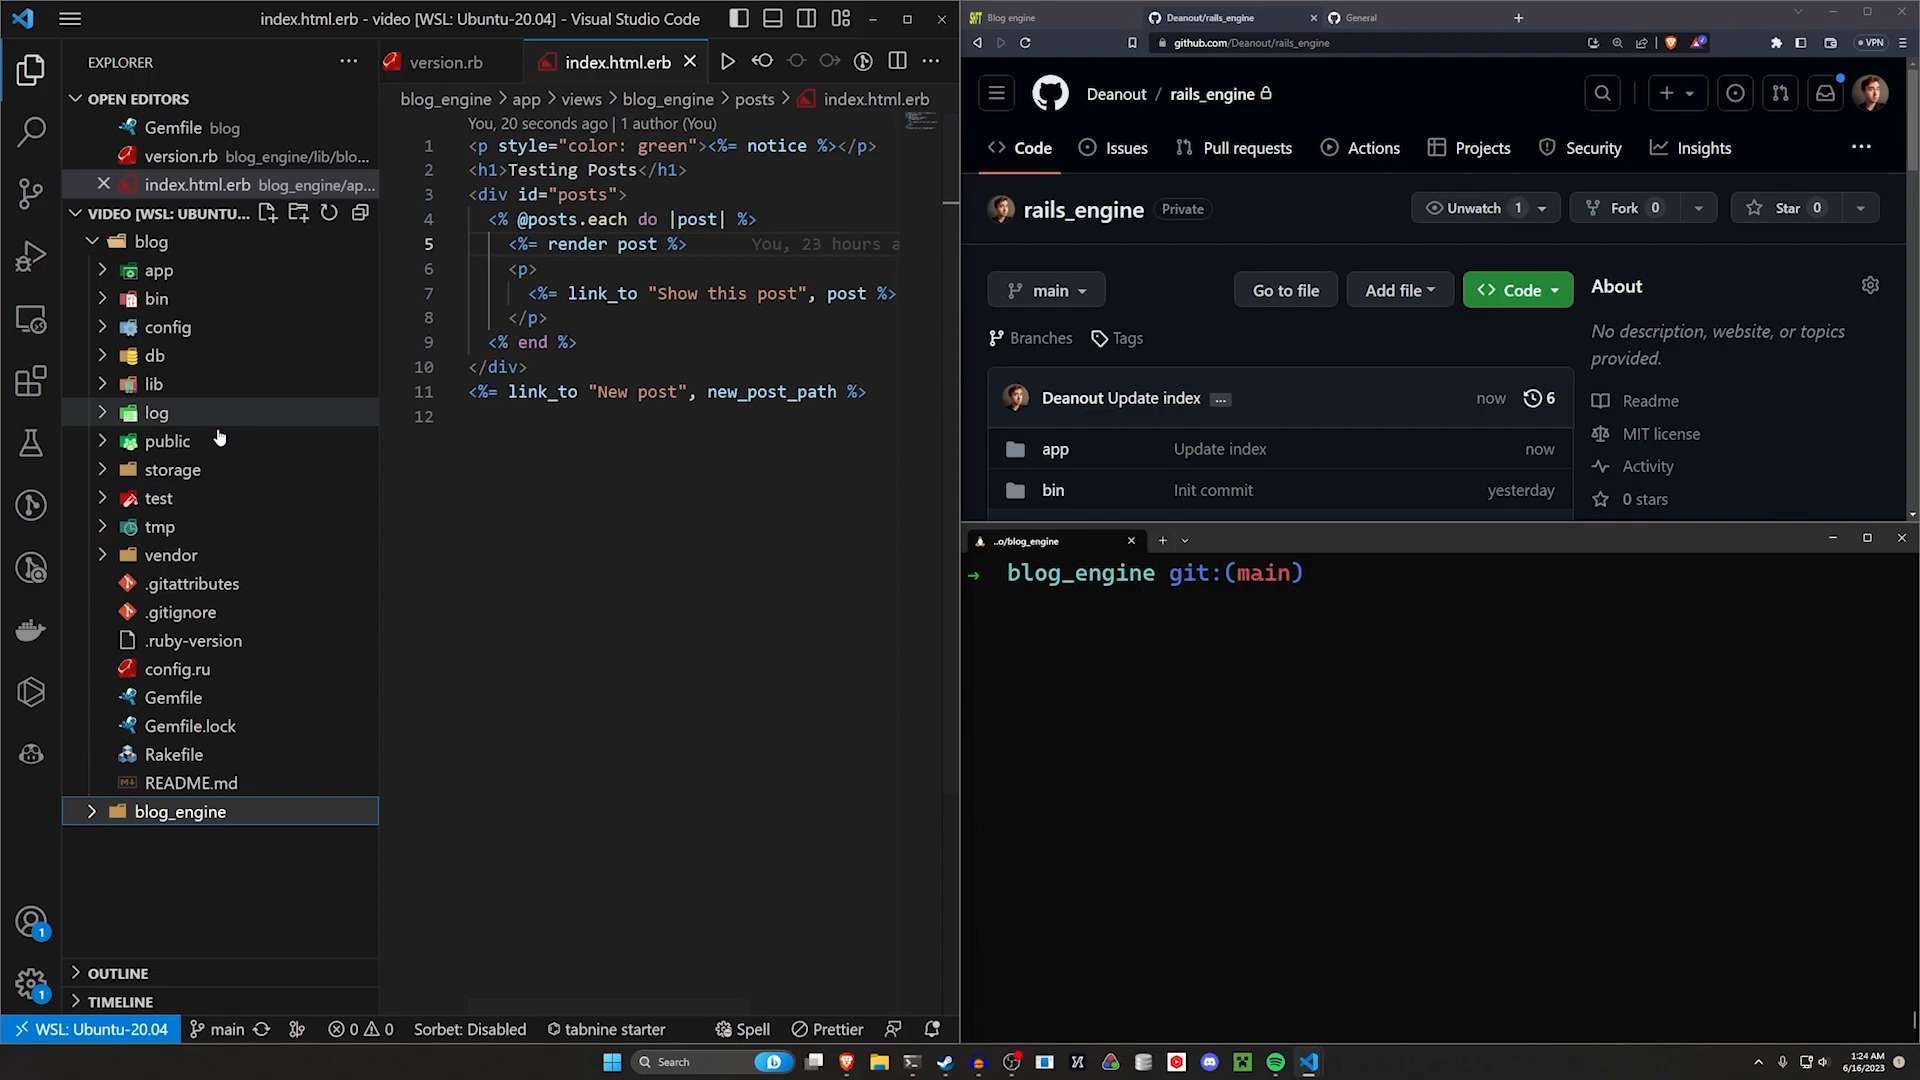 index.html.erb - video [WSL: Ubuntu-20.04] - Visual Studio Code
EXPLORER
OPEN EDITORS
Gemfile blog
version.rb blog_engine/lib/blo...
index.html.erb blog_engine/ap...
VIDEO [WSL: UBUNTU...
blog
app
bin
config
db
lib
log
public
storage
test
tmp
vendor
.gitattributes
.gitignore
.ruby-version
config.ru
Gemfile
Gemfile.lock
Rakefile
README.md
blog_engine
OUTLINE
TIMELINE
1
1
version.rb
index.html.erb
blog_engine > app > views > blog_engine > posts > index.html.erb
You, 20 seconds ago | 1 author (You)
1 <p style="color: green"><%= notice %></p>
2 <h1>Testing Posts</h1>
3 <div id="posts">
4 <% @posts.each do |post| %>
5 <%= render post %> You, 23 hours a
6 <p>
7 <%= link_to "Show this post", post %>
8 </p>
9 <% end %>
10 </div>
11 <%= link_to "New post", new_post_path %>
12
WSL: Ubuntu-20.04 main 0 0 Sorbet: Disabled tabnine starter Spell Prettier
Blog engine
Deanout/rails_engine
General
github.com/Deanout/rails_engine
VPN
Deanout / rails_engine
Code Issues Pull requests Actions Projects Security Insights
rails_engine Private
Unwatch 1 Fork 0 Star 0
main Go to file Add file Code
Branches Tags
Deanout Update index ... now 6
app Update index now
bin Init commit yesterday
About
No description, website, or topics
provided.
Readme
MIT license
Activity
0 stars
..o/blog_engine
→ blog_engine git:(main)
Search
1:24 AM
6/16/2023
1